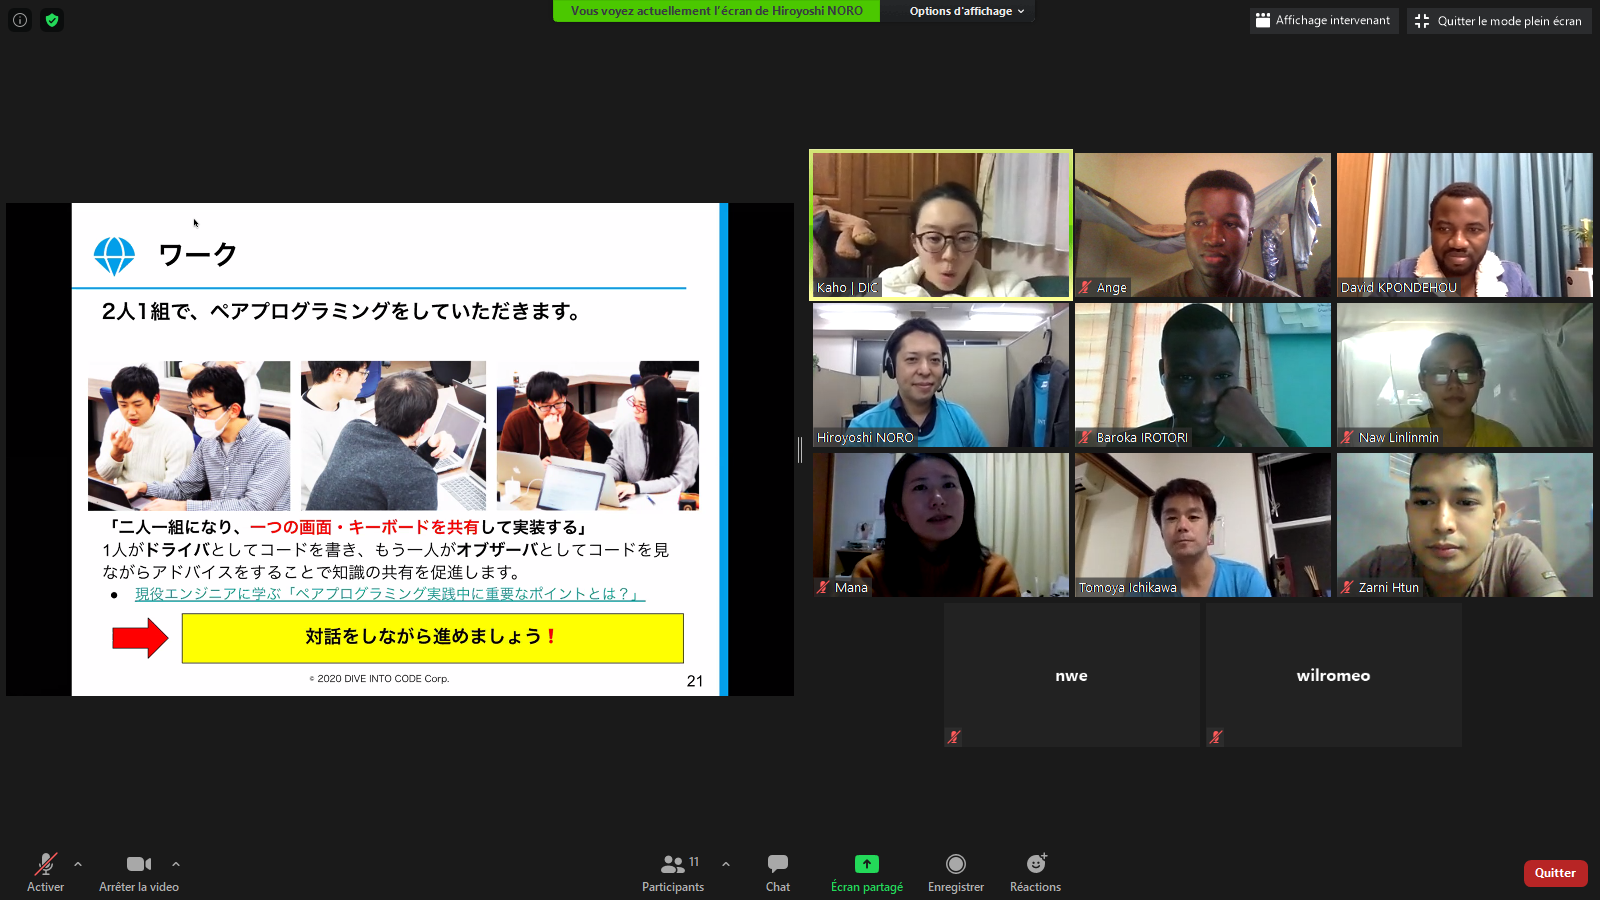 Vous voyez actuellement l'écran de Hiroyoshi NORO
Options d'affichage
Affichage intervenant
Quitter le mode plein écran
ワーク
2人1組で、ペアプログラミングをしていただきます。
「二人一組になり、一つの画面・キーボードを共有して実装する」
1人がドライバとしてコードを書き、もう一人がオブザーバとしてコードを見
ながらアドバイスをすることで知識の共有を促進します。
● 現役エンジニアに学ぶ「ペアプログラミング実践中に重要なポイントとは？」
対話をしながら進めましょう！
© 2020 DIVE INTO CODE Corp.
21
Kaho | DIC
Ange
David KPONDEHOU
Hiroyoshi NORO
Baroka IROTORI
Naw Linlinmin
Mana
Tomoya Ichikawa
Zarni Htun
nwe
wilromeo
Activer
Arrêter la video
Participants
11
Chat
Écran partagé
Enregistrer
Réactions
Quitter